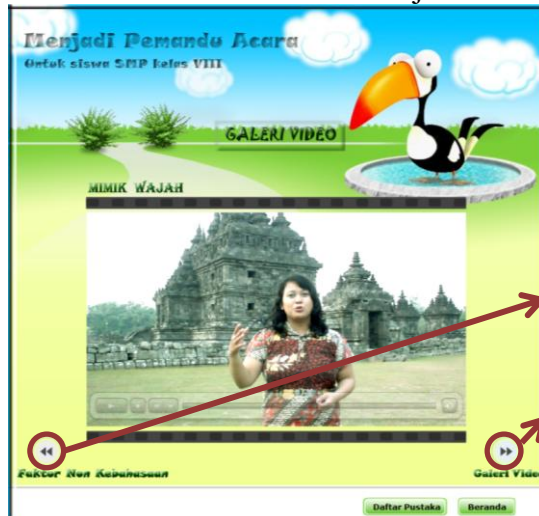 Menjadi Pemandu Acara
Untuk siswa SMP kelas VIII
GALERI VIDEO
MIMIK WAJAH
Faktor Non Kebahasaan
Galeri Video
Daftar Pustaka
Beranda